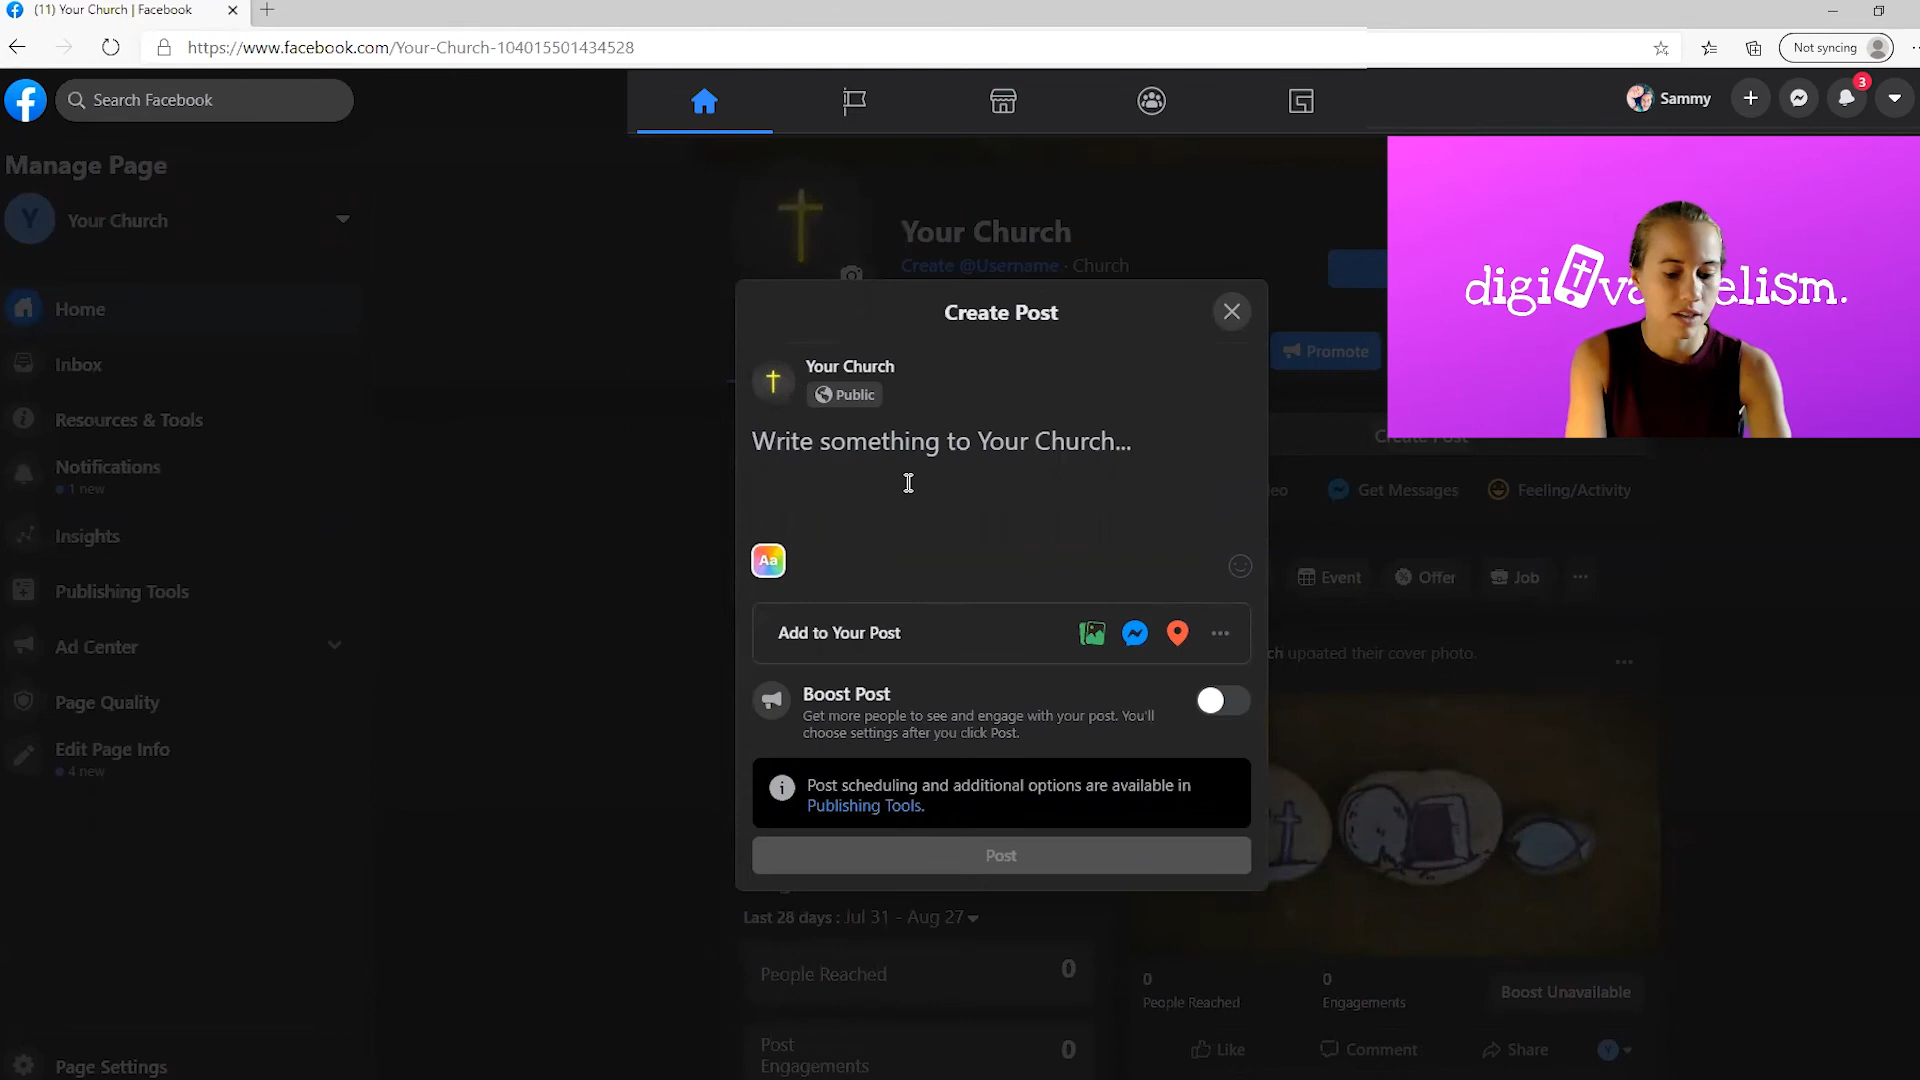 (11) Your Church | Facebook
https://www.facebook.com/Your-Church-104015501434528
Not syncing
Search Facebook
Sammy
3
Manage Page
Y
Your Church
Home
Inbox
Resources & Tools
Notifications
1 new
Insights
Publishing Tools
Ad Center
Page Quality
Edit Page Info
4 new
Page Settings
Your Church
Create @Username · Church
Promote
Create Post
Get Messages
Feeling/Activity
Event
Offer
Job
updated their cover photo.
Create Post
Your Church
Public
Write something to Your Church...
Aa
Add to Your Post
Boost Post
Get more people to see and engage with your post. You'll
choose settings after you click Post.
Post scheduling and additional options are available in
Publishing Tools.
Post
Last 28 days : Jul 31 - Aug 27
People Reached
0
Post
Engagements
0
0
People Reached
0
Engagements
Boost Unavailable
Like
Comment
Share
Y